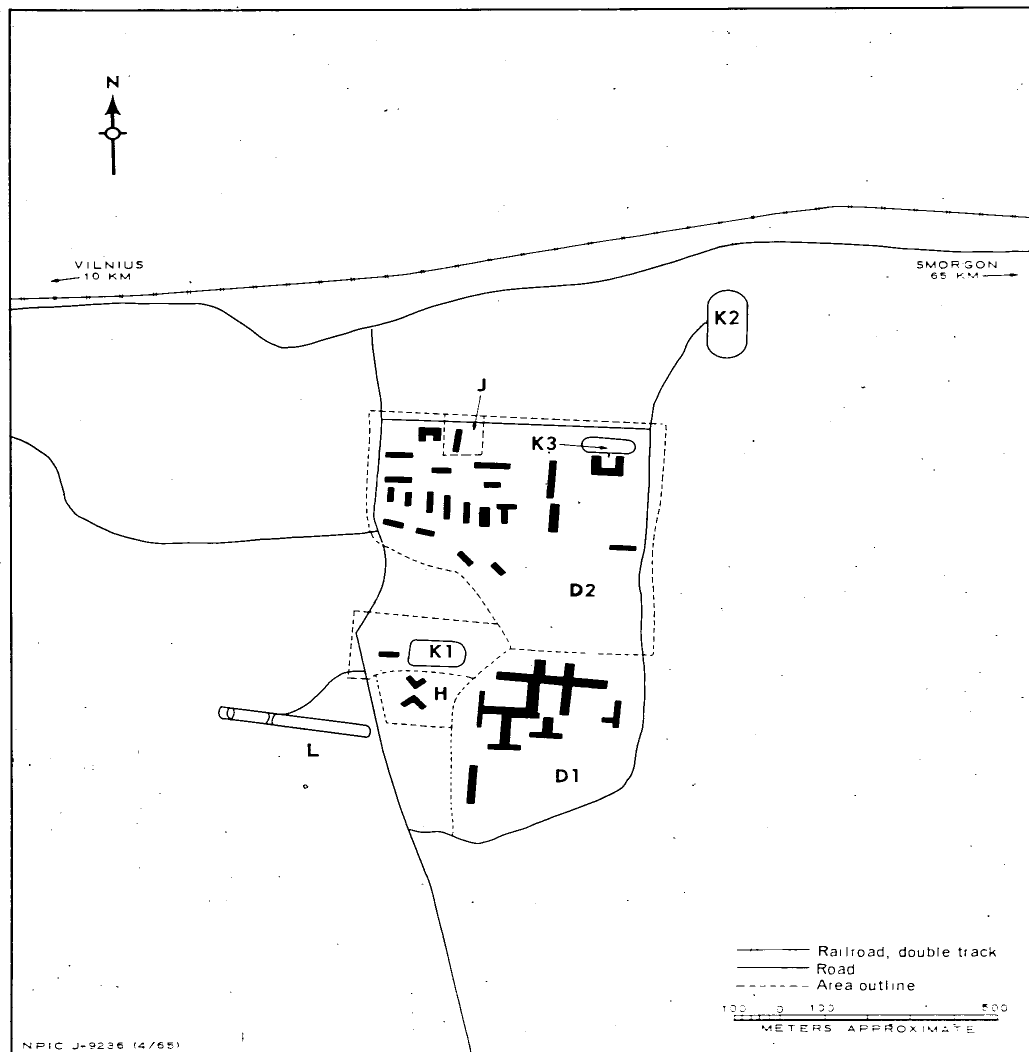 N
VILNIUS
10 KM
SMORGON
65 KM
K2
J
K3
D2
K1
H
L
D1
Railroad, double track
Road
Area outline
100 0 100 500
METERS APPROXIMATE
NPIC J-9236 (4/65)